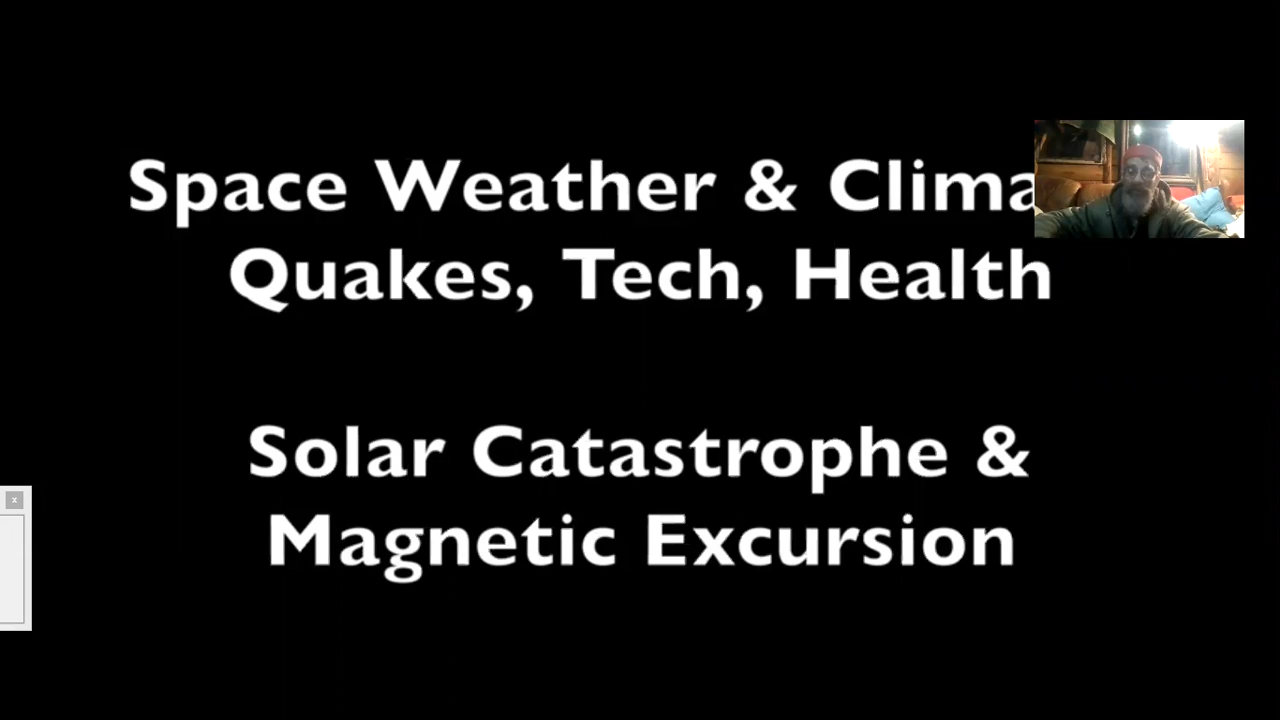 Space Weather & Clima
Quakes, Tech, Health
Solar Catastrophe &
Magnetic Excursion
x